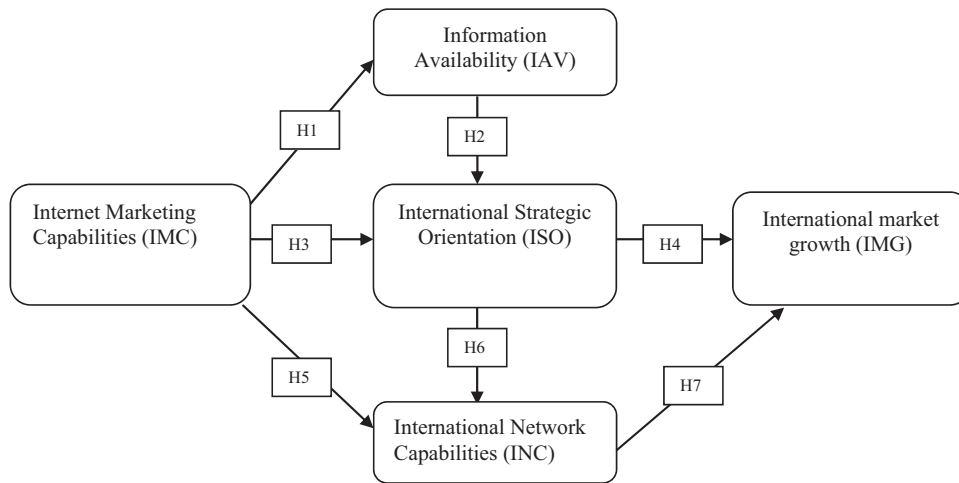 Information
Availability (IAV)
H1
H2
Internet Marketing
Capabilities (IMC)
International Strategic
Orientation (ISO)
International market
growth (IMG)
H3
H4
H6
H5
H7
International Network
Capabilities (INC)